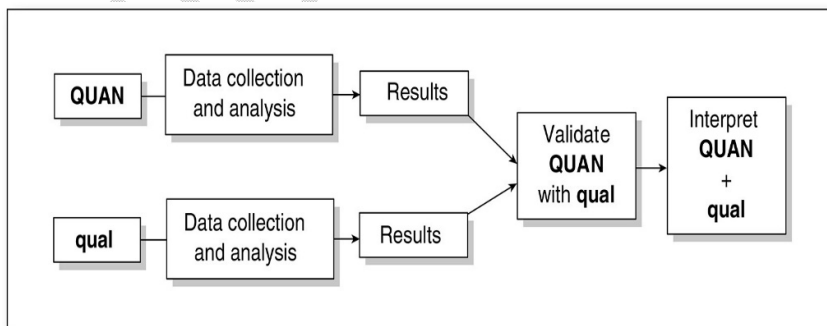 QUAN
Data collection
and analysis
Results
qual
Data collection
and analysis
Results
Validate
QUAN
with qual
Interpret
QUAN
+
qual